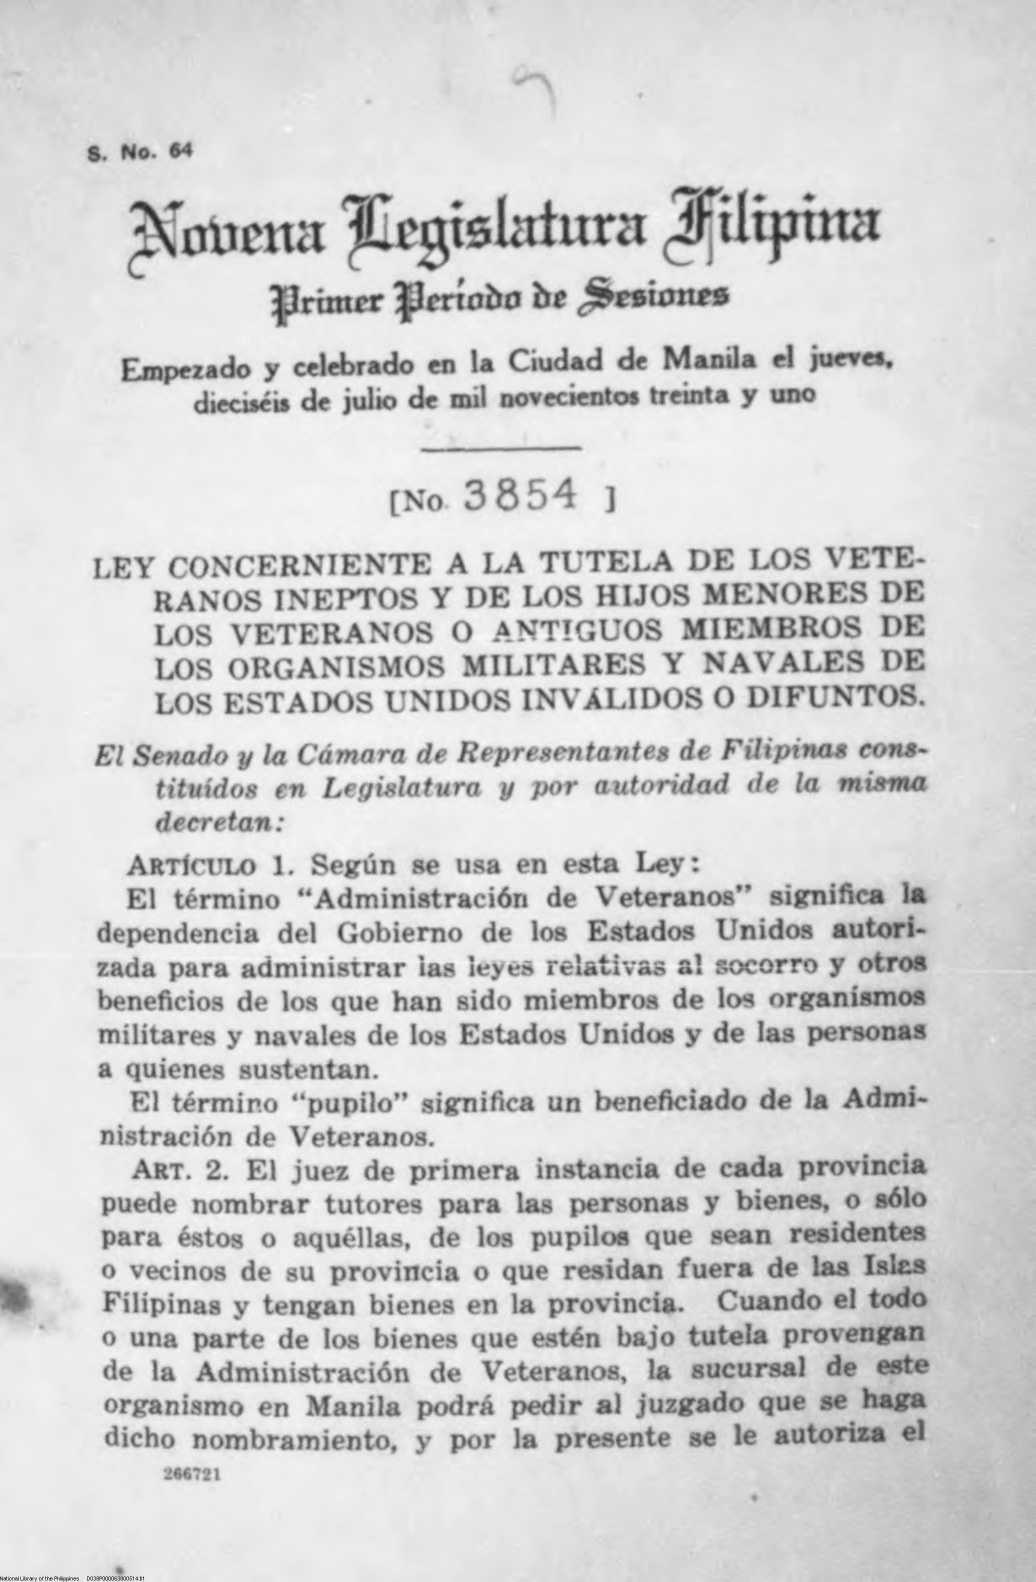 S. No. 64
Novena Legislatura Filipina
Primer Período de Sesiones
Empezado y celebrado en la Ciudad de Manila el jueves,
dieciséis de julio de mil novecientos treinta y uno
[No. 3854 ]
LEY CONCERNIENTE A LA TUTELA DE LOS VETE-
RANOS INEPTOS Y DE LOS HIJOS MENORES DE
LOS VETERANOS O ANTIGUOS MIEMBROS DE
LOS ORGANISMOS MILITARES Y NAVALES DE
LOS ESTADOS UNIDOS INVÁLIDOS O DIFUNTOS.
El Senado y la Cámara de Representantes de Filipinas cons-
tituídos en Legislatura y por autoridad de la misma
decretan:
ARTÍCULO 1. Según se usa en esta Ley:
El término “Administración de Veteranos” significa la
dependencia del Gobierno de los Estados Unidos autori-
zada para administrar las leyes relativas al socorro y otros
beneficios de los que han sido miembros de los organismos
militares y navales de los Estados Unidos y de las personas
a quienes sustentan.
El término “pupilo” significa un beneficiado de la Admi-
nistración de Veteranos.
ART. 2. El juez de primera instancia de cada provincia
puede nombrar tutores para las personas y bienes, o sólo
para éstos o aquéllas, de los pupilos que sean residentes
o vecinos de su provincia o que residan fuera de las Islas
Filipinas y tengan bienes en la provincia. Cuando el todo
o una parte de los bienes que estén bajo tutela provengan
de la Administración de Veteranos, la sucursal de este
organismo en Manila podrá pedir al juzgado que se haga
dicho nombramiento, y por la presente se le autoriza el
266721
National Library of the Philippines D038P000063800514.tif